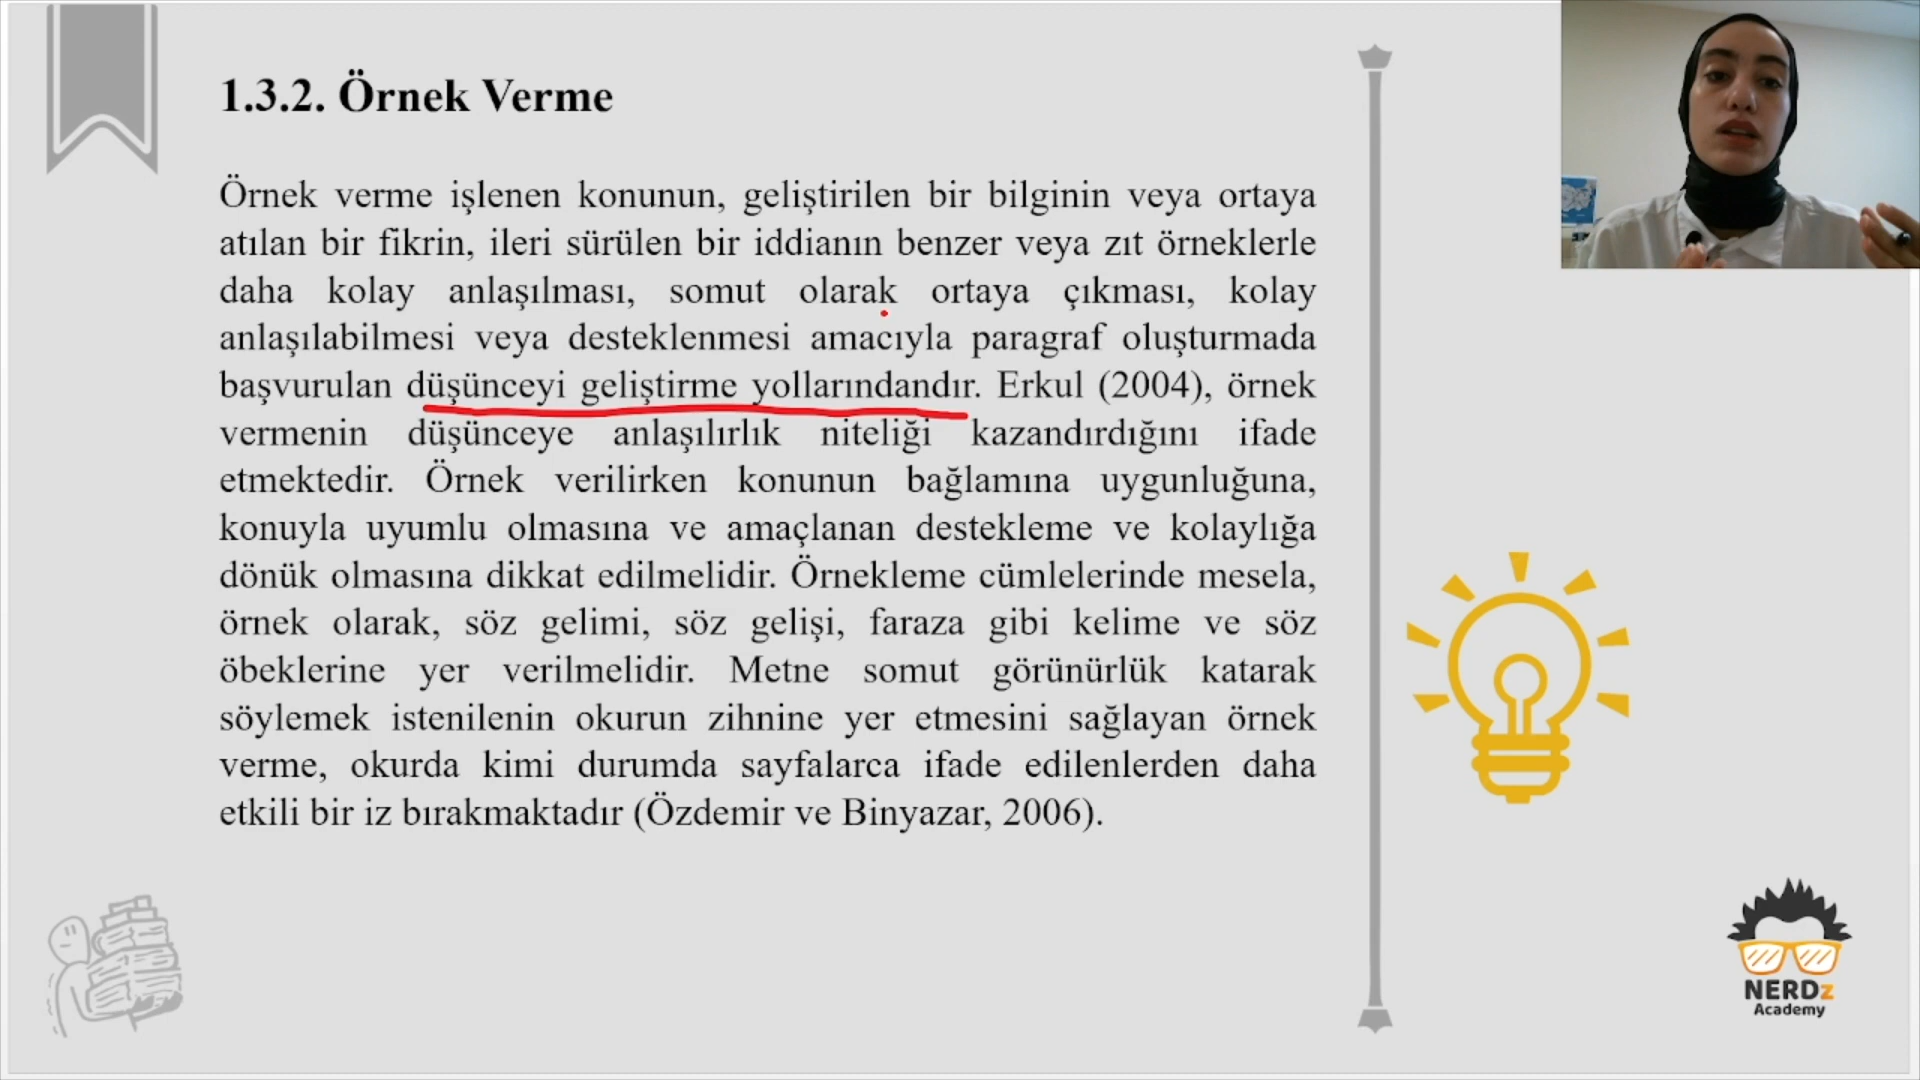 1.3.2. Örnek Verme
Örnek verme işlenen konunun, geliştirilen bir bilginin veya ortaya
atılan bir fikrin, ileri sürülen bir iddianın benzer veya zıt örneklerle
daha kolay anlaşılması, somut olarak ortaya çıkması, kolay
anlaşılabilmesi veya desteklenmesi amacıyla paragraf oluşturmada
başvurulan düşünceyi geliştirme yollarındandır. Erkul (2004), örnek
vermenin düşünceye anlaşılırlık niteliği kazandırdığını ifade
etmektedir. Örnek verilirken konunun bağlamına uygunluğuna,
konuyla uyumlu olmasına ve amaçlanan destekleme ve kolaylığa
dönük olmasına dikkat edilmelidir. Örnekleme cümlelerinde mesela,
örnek olarak, söz gelimi, söz gelişi, faraza gibi kelime ve söz
öbeklerine yer verilmelidir. Metne somut görünürlük katarak
söylemek istenilenin okurun zihnine yer etmesini sağlayan örnek
verme, okurda kimi durumda sayfalarca ifade edilenlerden daha
etkili bir iz bırakmaktadır (Özdemir ve Binyazar, 2006).
NERDz
Academy